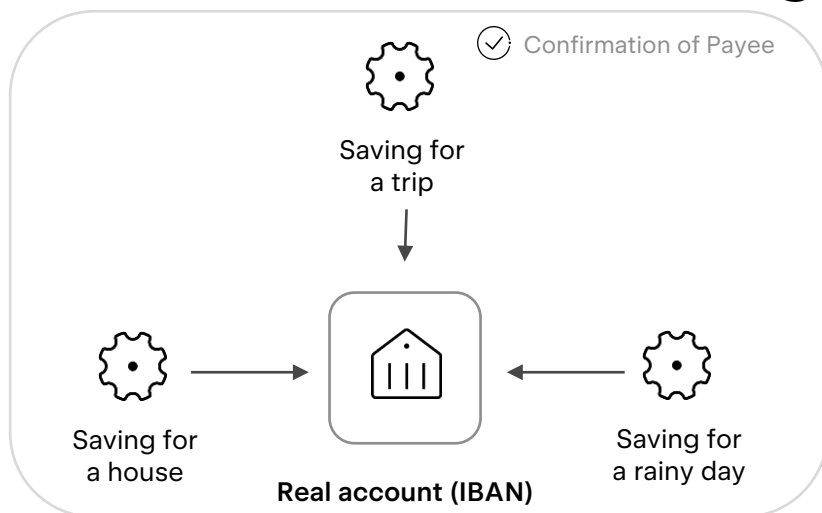 Confirmation of Payee
Saving for
a trip
Saving for
a house
Saving for
a rainy day
Real account (IBAN)